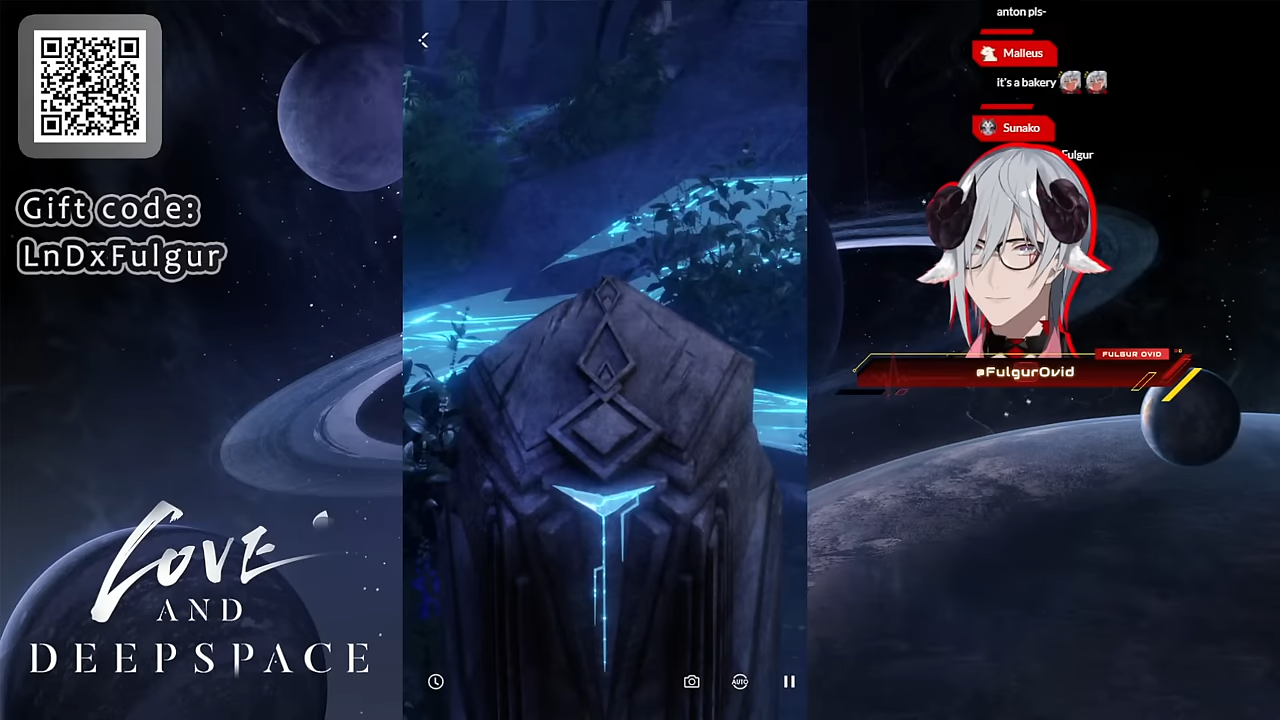 Gift code:
LnDxFulgur
LOVE
AND
DEEPSPACE
AUTO
anton pls-
Malleus
it's a bakery
Sunako
Fulgur
FULGUR OVID
@FulgurOvid